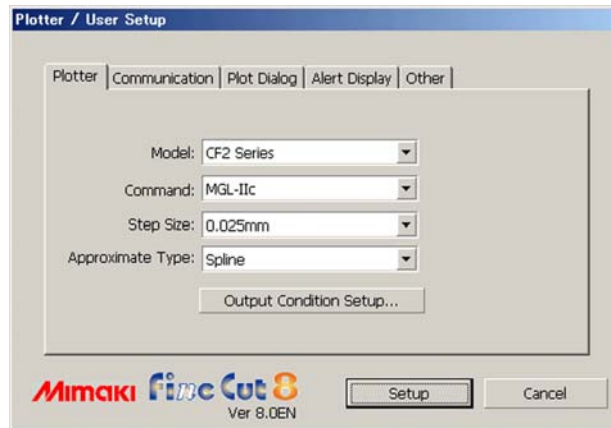 Plotter / User Setup
Plotter Communication Plot Dialog Alert Display Other
Model: CF2 Series
Command: MGL-IIc
Step Size: 0.025mm
Approximate Type: Spline
Output Condition Setup...
Mimaki Fine Cut 8 Setup Cancel
Ver 8.0EN